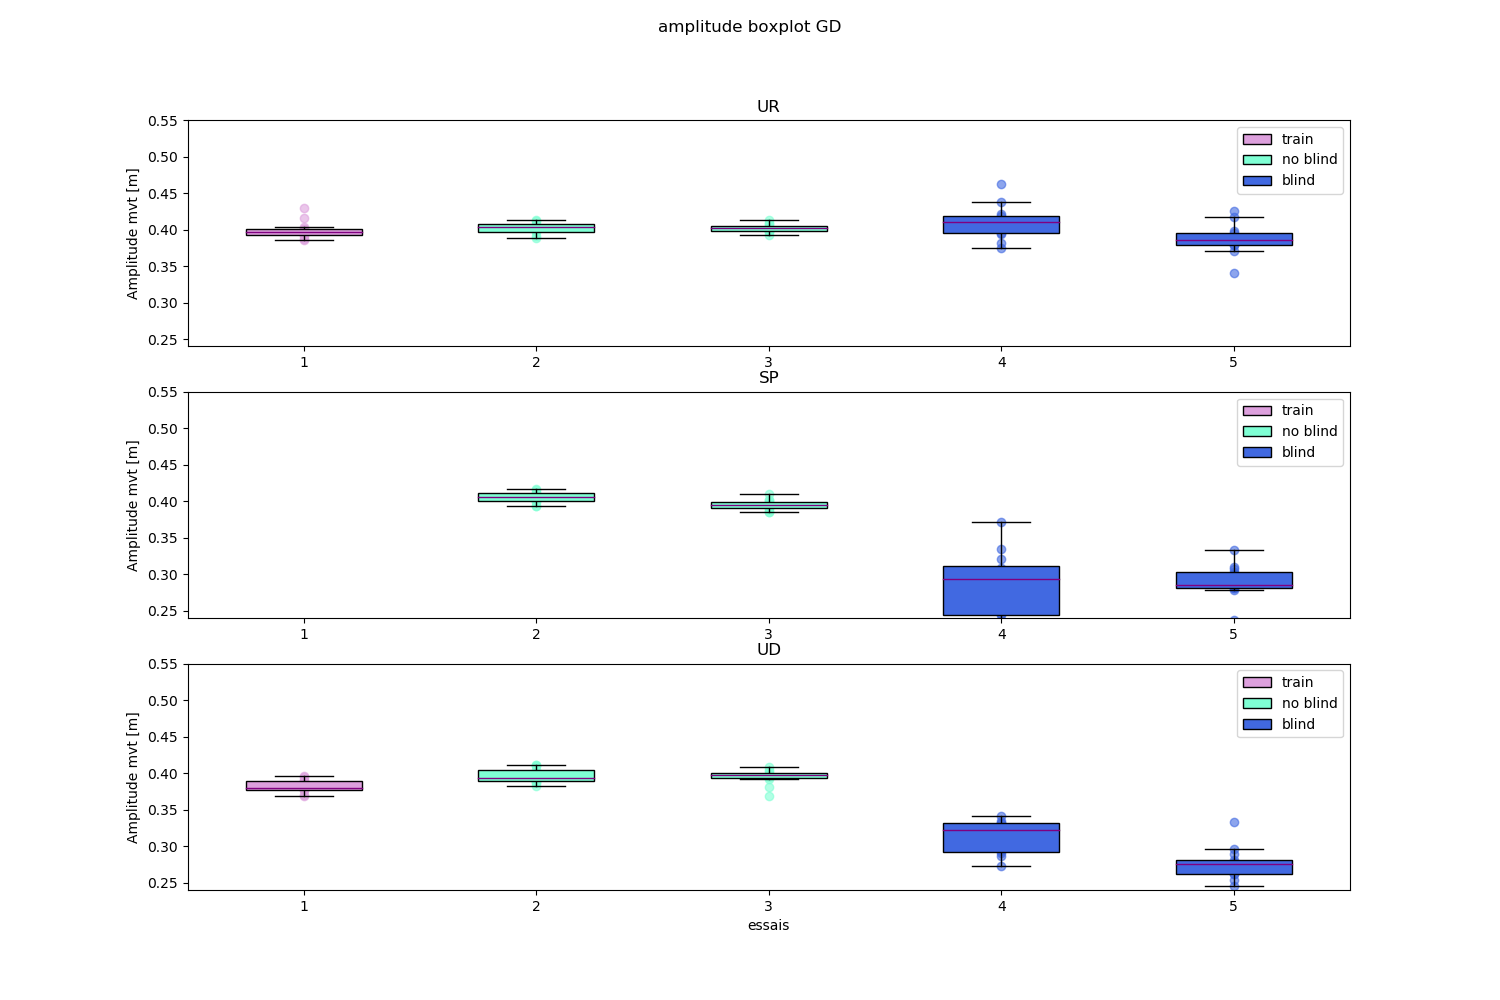 amplitude boxplot GD
UR
Amplitude mvt [m]
0.55
0.50
0.45
0.40
0.35
0.30
0.25
train
no blind
blind
1 2 3 4 5
SP
Amplitude mvt [m]
0.55
0.50
0.45
0.40
0.35
0.30
0.25
train
no blind
blind
1 2 3 4 5
UD
Amplitude mvt [m]
0.55
0.50
0.45
0.40
0.35
0.30
0.25
train
no blind
blind
1 2 3 4 5
essais